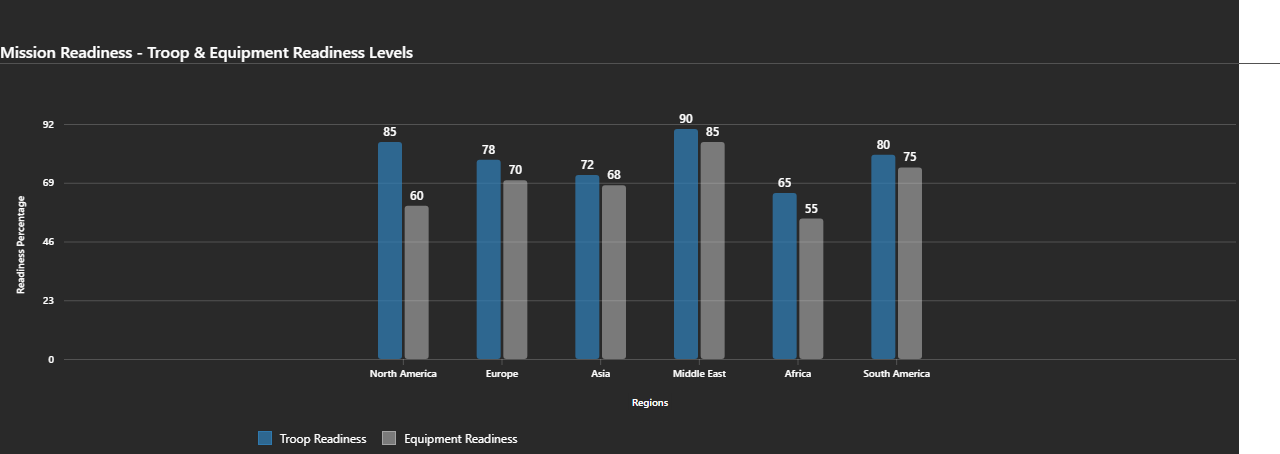 Mission Readiness - Troop & Equipment Readiness Levels
92
69
46
23
0
Readiness Percentage
85
60
78
70
72
68
90
85
65
55
80
75
North America
Europe
Asia
Middle East
Africa
South America
Regions
Troop Readiness
Equipment Readiness